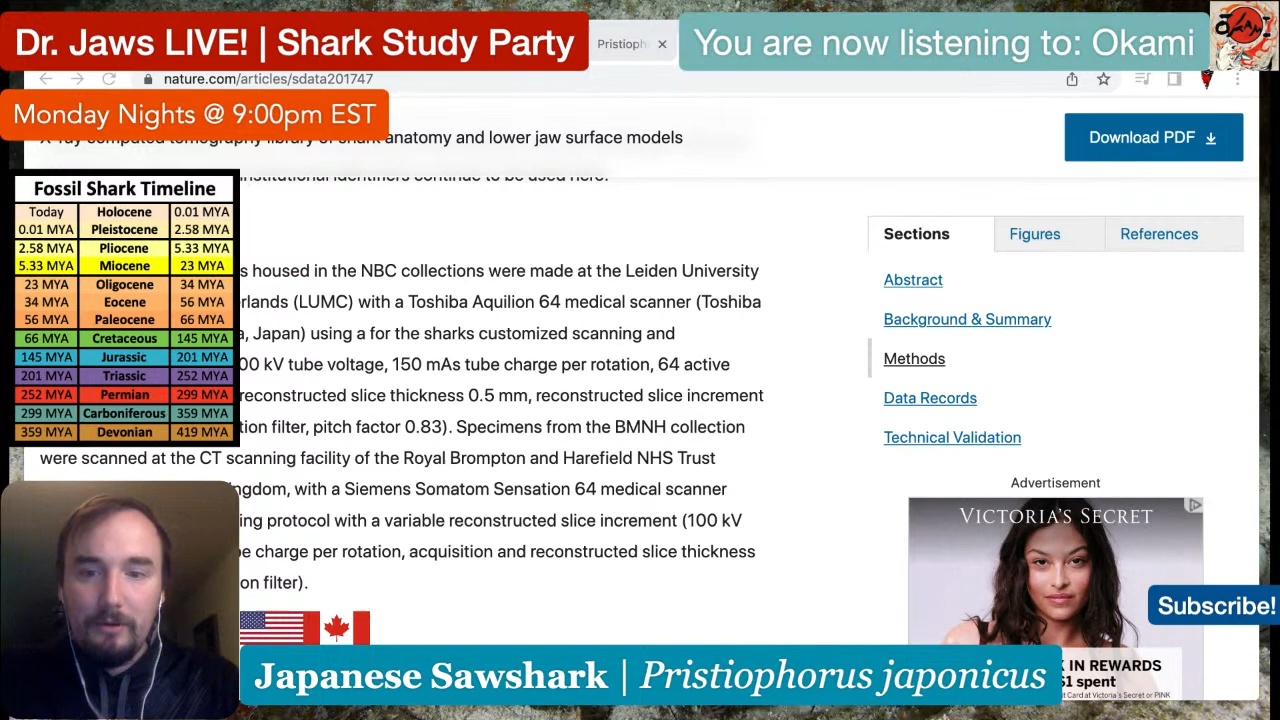 Dr. Jaws LIVE! | Shark Study Party
Pristioph
You are now listening to: Okami
nature.com/articles/sdata201747
Monday Nights @ 9:00pm EST
anatomy and lower jaw surface models
Download PDF
institutional identifiers continue to be used here.
Fossil Shark Timeline
Today Holocene 0.01 MYA
0.01 MYA Pleistocene 2.58 MYA
2.58 MYA Pliocene 5.33 MYA
5.33 MYA Miocene 23 MYA
23 MYA Oligocene 34 MYA
34 MYA Eocene 56 MYA
56 MYA Paleocene 66 MYA
66 MYA Cretaceous 145 MYA
145 MYA Jurassic 201 MYA
201 MYA Triassic 252 MYA
252 MYA Permian 299 MYA
299 MYA Carboniferous 359 MYA
359 MYA Devonian 419 MYA
s housed in the NBC collections were made at the Leiden University
erlands (LUMC) with a Toshiba Aquilion 64 medical scanner (Toshiba
a, Japan) using a for the sharks customized scanning and
00 kV tube voltage, 150 mAs tube charge per rotation, 64 active
reconstructed slice thickness 0.5 mm, reconstructed slice increment
tion filter, pitch factor 0.83). Specimens from the BMNH collection
were scanned at the CT scanning facility of the Royal Brompton and Harefield NHS Trust
ngdom, with a Siemens Somatom Sensation 64 medical scanner
ing protocol with a variable reconstructed slice increment (100 kV
e charge per rotation, acquisition and reconstructed slice thickness
on filter).
Sections
Figures
References
Abstract
Background & Summary
Methods
Data Records
Technical Validation
Advertisement
VICTORIA'S SECRET
Subscribe!
K IN REWARDS
$1 spent
t Card at Victoria's Secret or PINK
Japanese Sawshark | Pristiophorus japonicus